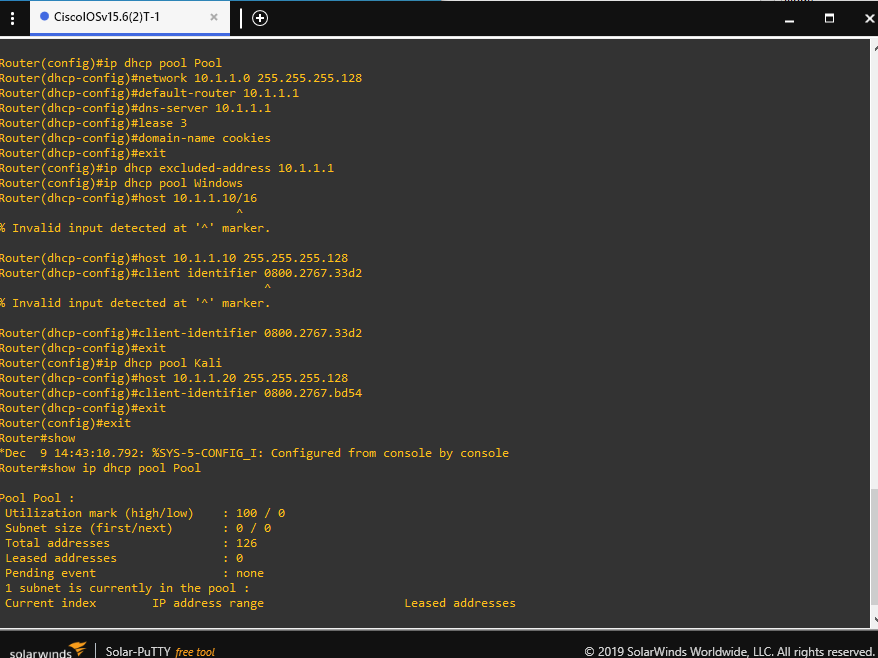 CiscoIOSv15.6(2)T-1
Router(config)#ip dhcp pool Pool
Router(dhcp-config)#network 10.1.1.0 255.255.255.128
Router(dhcp-config)#default-router 10.1.1.1
Router(dhcp-config)#dns-server 10.1.1.1
Router(dhcp-config)#lease 3
Router(dhcp-config)#domain-name cookies
Router(dhcp-config)#exit
Router(config)#ip dhcp excluded-address 10.1.1.1
Router(config)#ip dhcp pool Windows
Router(dhcp-config)#host 10.1.1.10/16
^
% Invalid input detected at '^' marker.
Router(dhcp-config)#host 10.1.1.10 255.255.255.128
Router(dhcp-config)#client identifier 0800.2767.33d2
^
% Invalid input detected at '^' marker.
Router(dhcp-config)#client-identifier 0800.2767.33d2
Router(dhcp-config)#exit
Router(config)#ip dhcp pool Kali
Router(dhcp-config)#host 10.1.1.20 255.255.255.128
Router(dhcp-config)#client-identifier 0800.2767.bd54
Router(dhcp-config)#exit
Router(config)#exit
Router#show
*Dec  9 14:43:10.792: %SYS-5-CONFIG_I: Configured from console by console
Router#show ip dhcp pool Pool
Pool Pool :
Utilization mark (high/low)    : 100 / 0
Subnet size (first/next)       : 0 / 0
Total addresses                : 126
Leased addresses               : 0
Pending event                  : none
1 subnet is currently in the pool :
Current index        IP address range                    Leased addresses
solarwinds | Solar-PuTTY free tool © 2019 SolarWinds Worldwide, LLC. All rights reserved.